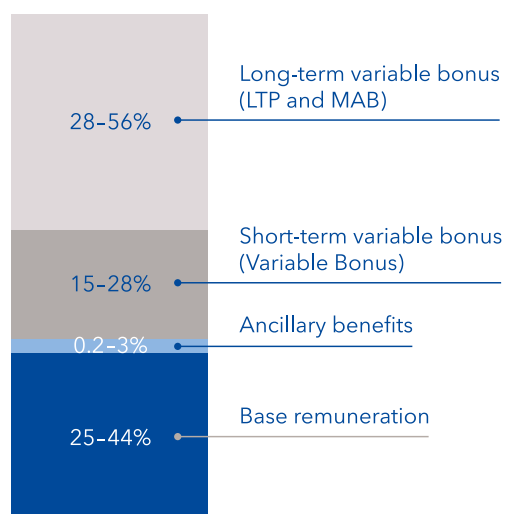 Long-term variable bonus
(LTP and MAB)
28–56%
Short-term variable bonus
(Variable Bonus)
15–28%
Ancillary benefits
0.2–3%
Base remuneration
25–44%